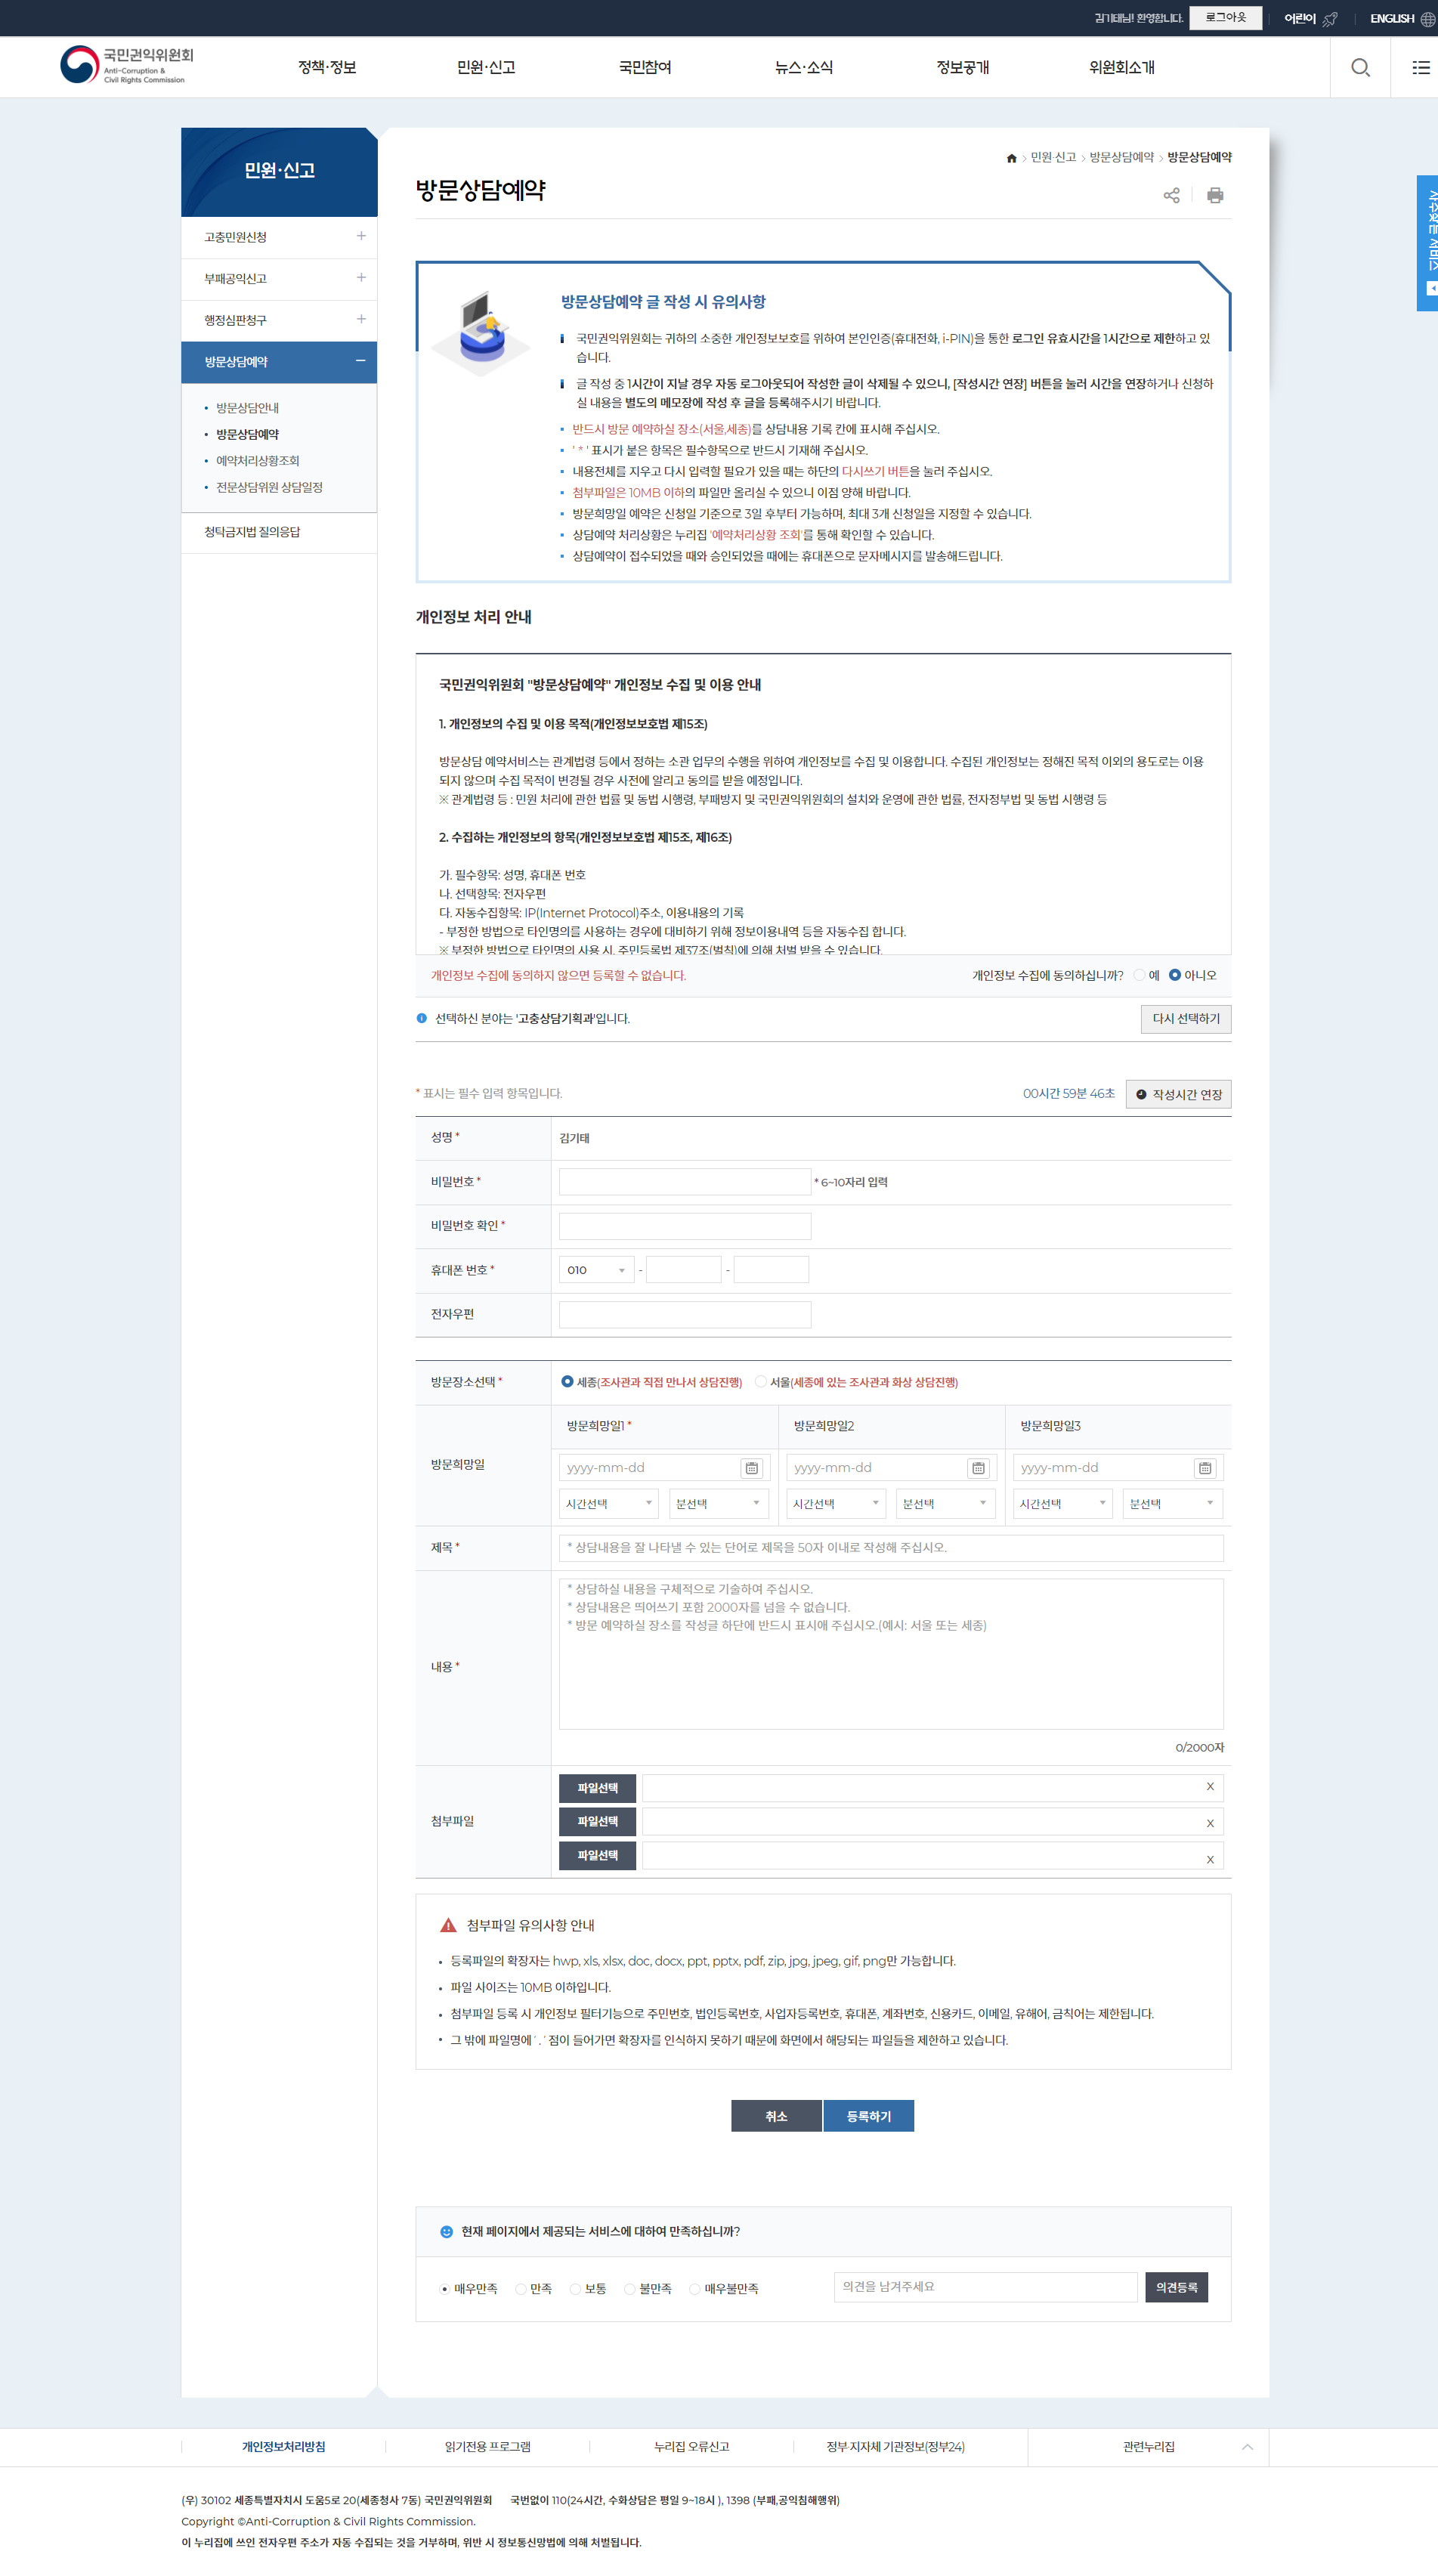 김기태님! 환영합니다.
로그아웃
어린이
ENGLISH
국민권익위원회
Anti-Corruption &
Civil Rights Commission
정책·정보
민원·신고
국민참여
뉴스·소식
정보공개
위원회소개
민원·신고
고충민원신청
부패공익신고
행정심판청구
방문상담예약
방문상담안내
방문상담예약
예약처리상황조회
전문상담위원 상담일정
청탁금지법 질의응답
민원·신고 > 방문상담예약 > 방문상담예약
방문상담예약
방문상담예약 글 작성 시 유의사항
국민권익위원회는 귀하의 소중한 개인정보보호를 위하여 본인인증(휴대전화, i-PIN)을 통한 로그인 유효시간을 1시간으로 제한하고 있
습니다.
글 작성 중 1시간이 지날 경우 자동 로그아웃되어 작성한 글이 삭제될 수 있으니, [작성시간 연장] 버튼을 눌러 시간을 연장하거나 신청하
실 내용을 별도의 메모장에 작성 후 글을 등록해주시기 바랍니다.
반드시 방문 예약하실 장소(서울,세종)를 상담내용 기록 칸에 표시해 주십시오.
' * ' 표시가 붙은 항목은 필수항목으로 반드시 기재해 주십시오.
내용전체를 지우고 다시 입력할 필요가 있을 때는 하단의 다시쓰기 버튼을 눌러 주십시오.
첨부파일은 10MB 이하의 파일만 올리실 수 있으니 이점 양해 바랍니다.
방문희망일 예약은 신청일 기준으로 3일 후부터 가능하며, 최대 3개 신청일을 지정할 수 있습니다.
상담예약 처리상황은 누리집 '예약처리상황 조회'를 통해 확인할 수 있습니다.
상담예약이 접수되었을 때와 승인되었을 때에는 휴대폰으로 문자메시지를 발송해드립니다.
개인정보 처리 안내
국민권익위원회 "방문상담예약" 개인정보 수집 및 이용 안내
1. 개인정보의 수집 및 이용 목적(개인정보보호법 제15조)
방문상담 예약서비스는 관계법령 등에서 정하는 소관 업무의 수행을 위하여 개인정보를 수집 및 이용합니다. 수집된 개인정보는 정해진 목적 이외의 용도로는 이용
되지 않으며 수집 목적이 변경될 경우 사전에 알리고 동의를 받을 예정입니다.
※ 관계법령 등 : 민원 처리에 관한 법률 및 동법 시행령, 부패방지 및 국민권익위원회의 설치와 운영에 관한 법률, 전자정부법 및 동법 시행령 등
2. 수집하는 개인정보의 항목(개인정보보호법 제15조, 제16조)
가. 필수항목: 성명, 휴대폰 번호
나. 선택항목: 전자우편
다. 자동수집항목: IP(Internet Protocol)주소, 이용내용의 기록
- 부정한 방법으로 타인명의를 사용하는 경우에 대비하기 위해 정보이용내역 등을 자동수집 합니다.
※ 부정한 방법으로 타인명의 사용 시, 주민등록법 제37조(벌칙)에 의해 처벌 받을 수 있습니다.
개인정보 수집에 동의하지 않으면 등록할 수 없습니다.
개인정보 수집에 동의하십니까? 예 아니오
선택하신 분야는 '고충상담기획과'입니다.
다시 선택하기
* 표시는 필수 입력 항목입니다.
00시간 59분 46초
작성시간 연장
성명 *
김기태
비밀번호 *
* 6~10자리 입력
비밀번호 확인 *
휴대폰 번호 *
010 - -
전자우편
방문장소선택 *
세종(조사관과 직접 만나서 상담진행) 서울(세종에 있는 조사관과 화상 상담진행)
방문희망일
방문희망일1 * 방문희망일2 방문희망일3
yyyy-mm-dd yyyy-mm-dd yyyy-mm-dd
시간선택 분선택 시간선택 분선택 시간선택 분선택
제목 *
* 상담내용을 잘 나타낼 수 있는 단어로 제목을 50자 이내로 작성해 주십시오.
내용 *
* 상담하실 내용을 구체적으로 기술하여 주십시오.
* 상담내용은 띄어쓰기 포함 2000자를 넘을 수 없습니다.
* 방문 예약하실 장소를 작성글 하단에 반드시 표시애 주십시오.(예시: 서울 또는 세종)
0/2000자
첨부파일
파일선택 X
파일선택 X
파일선택 X
첨부파일 유의사항 안내
등록파일의 확장자는 hwp, xls, xlsx, doc, docx, ppt, pptx, pdf, zip, jpg, jpeg, gif, png만 가능합니다.
파일 사이즈는 10MB 이하입니다.
첨부파일 등록 시 개인정보 필터기능으로 주민번호, 법인등록번호, 사업자등록번호, 휴대폰, 계좌번호, 신용카드, 이메일, 유해어, 금칙어는 제한됩니다.
그 밖에 파일명에 ' . ' 점이 들어가면 확장자를 인식하지 못하기 때문에 화면에서 해당되는 파일들을 제한하고 있습니다.
취소
등록하기
현재 페이지에서 제공되는 서비스에 대하여 만족하십니까?
매우만족 만족 보통 불만족 매우불만족
의견을 남겨주세요
의견등록
개인정보처리방침
읽기전용 프로그램
누리집 오류신고
정부·지자체 기관정보(정부24)
관련누리집
(우) 30102 세종특별자치시 도움5로 20(세종청사 7동) 국민권익위원회 국번없이 110(24시간, 수화상담은 평일 9~18시 ), 1398 (부패,공익침해행위)
Copyright ©Anti-Corruption & Civil Rights Commission.
이 누리집에 쓰인 전자우편 주소가 자동 수집되는 것을 거부하며, 위반 시 정보통신망법에 의해 처벌됩니다.